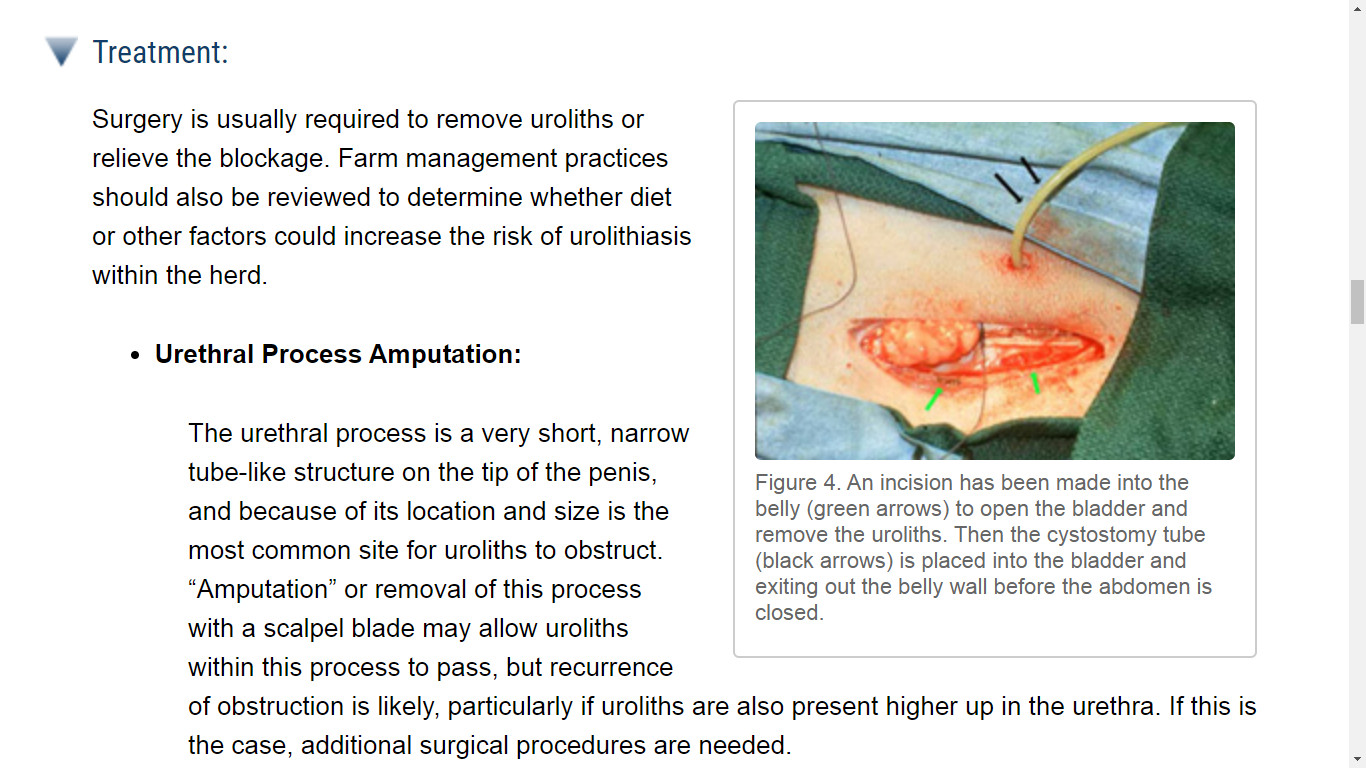 Treatment:
Surgery is usually required to remove uroliths or
relieve the blockage. Farm management practices
should also be reviewed to determine whether diet
or other factors could increase the risk of urolithiasis
within the herd.
• Urethral Process Amputation:
The urethral process is a very short, narrow
tube-like structure on the tip of the penis,
and because of its location and size is the
most common site for uroliths to obstruct.
“Amputation” or removal of this process
with a scalpel blade may allow uroliths
within this process to pass, but recurrence
of obstruction is likely, particularly if uroliths are also present higher up in the urethra. If this is
the case, additional surgical procedures are needed.
Figure 4. An incision has been made into the
belly (green arrows) to open the bladder and
remove the uroliths. Then the cystostomy tube
(black arrows) is placed into the bladder and
exiting out the belly wall before the abdomen is
closed.